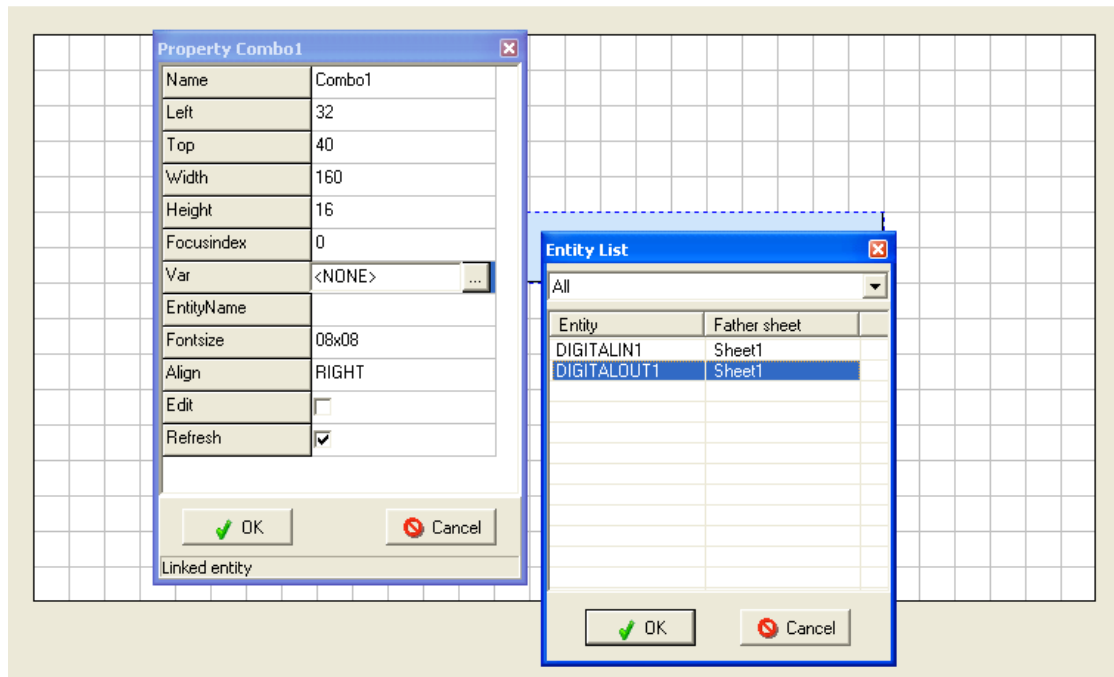 Property Combo1
Name Combo1
Left 32
Top 40
Width 160
Height 16
Focusindex 0
Var <NONE> ...
EntityName
Fontsize 08x08
Align RIGHT
Edit
Refresh
OK Cancel
Linked entity
Entity List
All
Entity Father sheet
DIGITALIN1 Sheet1
DIGITALOUT1 Sheet1
OK Cancel